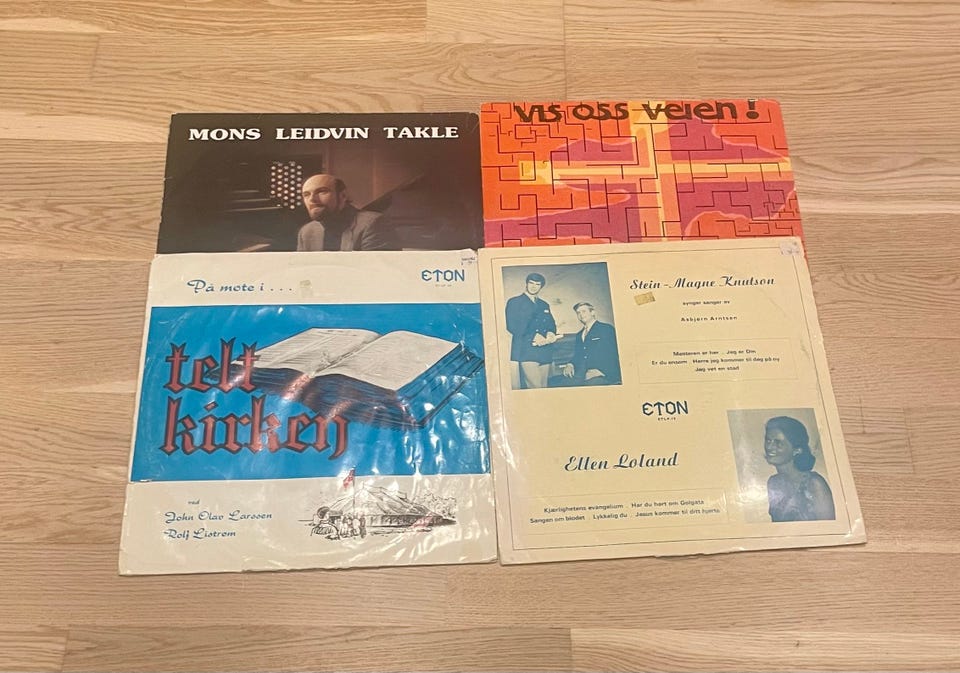 MONS LEIDVIN TAKLE
vis oss veien!
På møte i...
ETON
telt
kirken
ved
John Olav Larssen
Rolf Listrøm
Stein-Magne Knutson
synger sanger av
Asbjørn Arntsen
Mesteren er her . Jeg er Din
Er du ensom . Herre jeg kommer til deg på ny
Jeg vet en stad
ETON
Ellen Loland
Kjærlighetens evangelium . Har du hørt om Golgata
Sangen om blodet . Lykkelig du . Jesus kommer til ditt hjerte